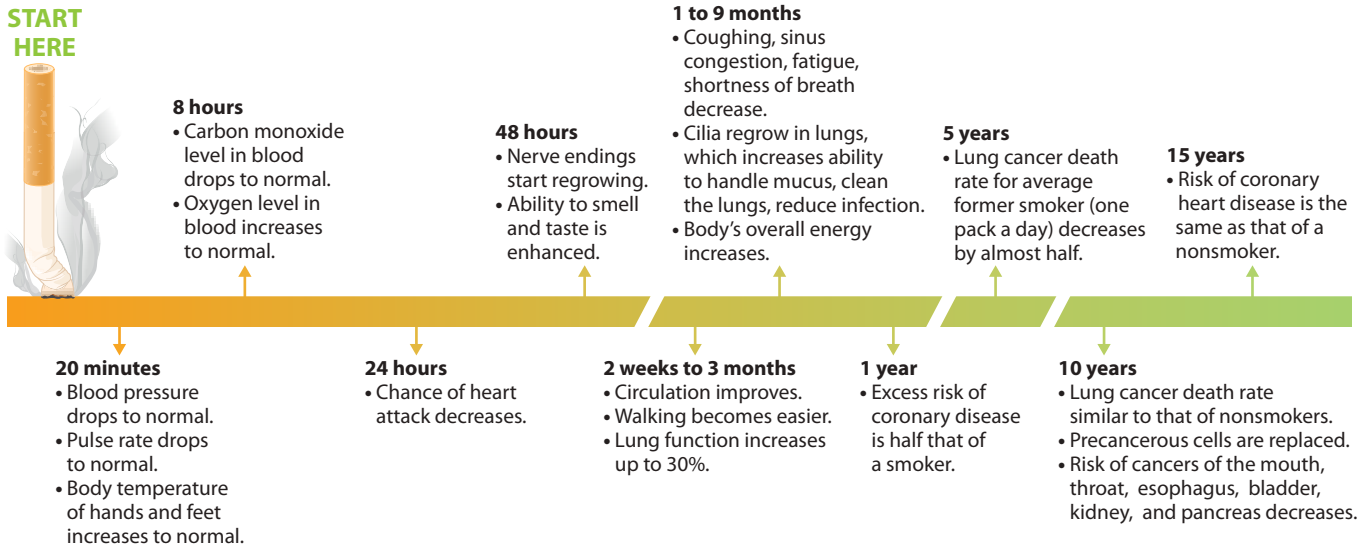 START
HERE
20 minutes
• Blood pressure
drops to normal.
• Pulse rate drops
to normal.
• Body temperature
of hands and feet
increases to normal.
8 hours
• Carbon monoxide
level in blood
drops to normal.
• Oxygen level in
blood increases
to normal.
24 hours
• Chance of heart
attack decreases.
48 hours
• Nerve endings
start regrowing.
• Ability to smell
and taste is
enhanced.
2 weeks to 3 months
• Circulation improves.
• Walking becomes easier.
• Lung function increases
up to 30%.
1 to 9 months
• Coughing, sinus
congestion, fatigue,
shortness of breath
decrease.
• Cilia regrow in lungs,
which increases ability
to handle mucus, clean
the lungs, reduce infection.
• Body’s overall energy
increases.
1 year
• Excess risk of
coronary disease
is half that of
a smoker.
5 years
• Lung cancer death
rate for average
former smoker (one
pack a day) decreases
by almost half.
10 years
• Lung cancer death rate
similar to that of nonsmokers.
• Precancerous cells are replaced.
• Risk of cancers of the mouth,
throat, esophagus, bladder,
kidney, and pancreas decreases.
15 years
• Risk of coronary
heart disease is the
same as that of a
nonsmoker.